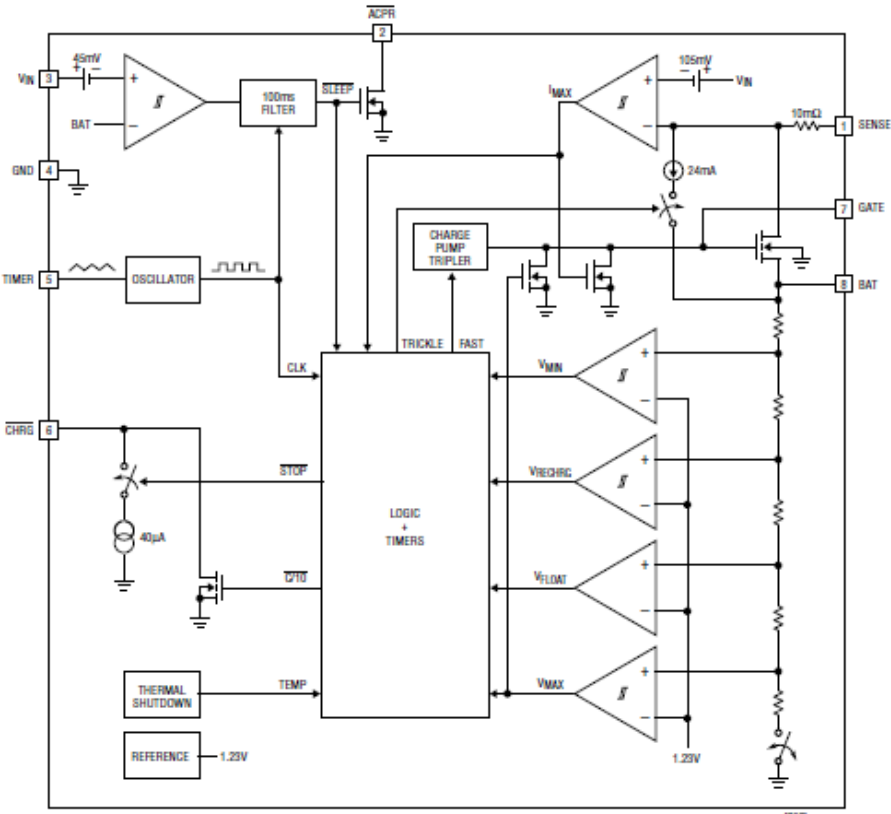 ACPR
2
45mV
+
−
VIN 3
+
BAT
−
100ms
FILTER
SLEEP
IMAX
105mV
−
+
VIN
+
−
10mΩ
1 SENSE
GND 4
24mA
7 GATE
CHARGE
PUMP
TRIPLER
TIMER 5
OSCILLATOR
8 BAT
TRICKLE
FAST
CLK
VMIN
+
−
CHRG 6
STOP
VRECHRG
+
−
LOGIC
+
TIMERS
40µA
C/10
VFLOAT
+
−
THERMAL
SHUTDOWN
TEMP
VMAX
+
−
REFERENCE
1.23V
1.23V